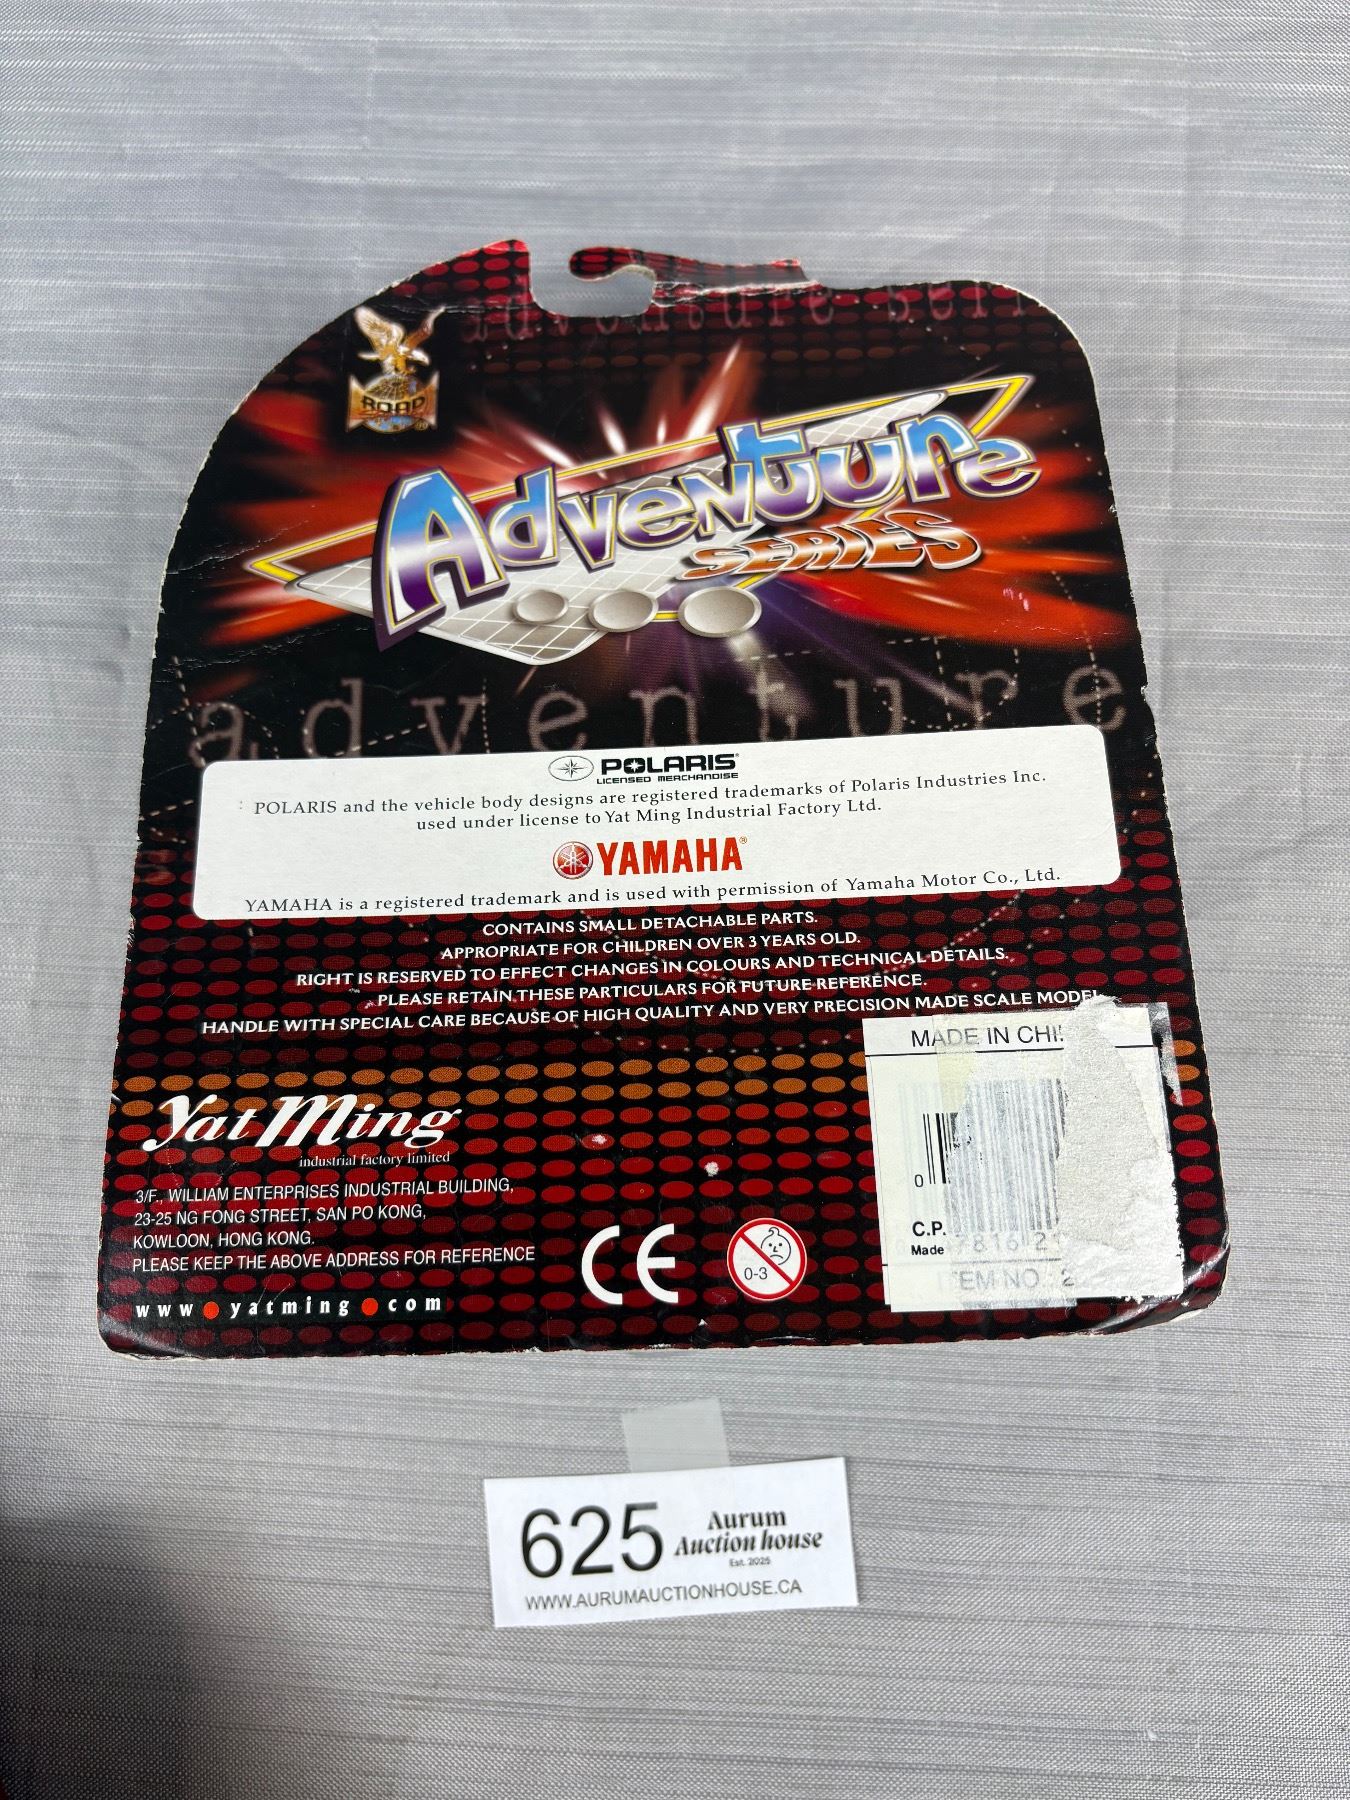 adventure seri
ROAD
Adventure
SERIES
adventure
POLARIS
LICENSED MERCHANDISE
POLARIS and the vehicle body designs are registered trademarks of Polaris Industries Inc.
used under license to Yat Ming Industrial Factory Ltd.
YAMAHA
YAMAHA is a registered trademark and is used with permission of Yamaha Motor Co., Ltd.
CONTAINS SMALL DETACHABLE PARTS.
APPROPRIATE FOR CHILDREN OVER 3 YEARS OLD.
RIGHT IS RESERVED TO EFFECT CHANGES IN COLOURS AND TECHNICAL DETAILS.
PLEASE RETAIN THESE PARTICULARS FOR FUTURE REFERENCE.
HANDLE WITH SPECIAL CARE BECAUSE OF HIGH QUALITY AND VERY PRECISION MADE SCALE MODEL
MADE IN CHI
0
C.P.
Made
ITEM NO. 2
Yat Ming
industrial factory limited
3/F., WILLIAM ENTERPRISES INDUSTRIAL BUILDING,
23-25 NG FONG STREET, SAN PO KONG,
KOWLOON, HONG KONG.
PLEASE KEEP THE ABOVE ADDRESS FOR REFERENCE
www.yatming.com
CE
0-3
625
Aurum
Auction house
Est. 2025
WWW.AURUMAUCTIONHOUSE.CA